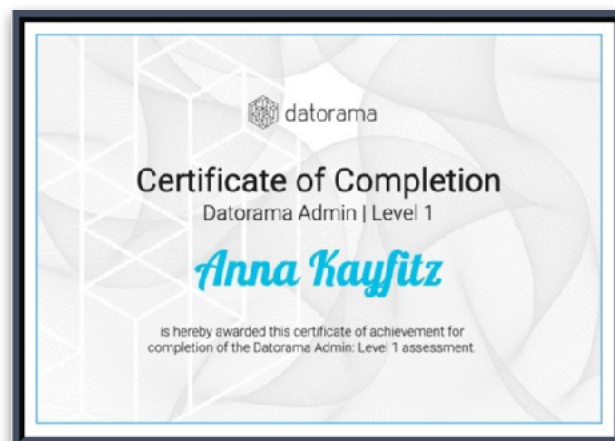 datorama
Certificate of Completion
Datorama Admin | Level 1
Anna Kayfitz
is hereby awarded this certificate of achievement for
completion of the Datorama Admin: Level 1 assessment.